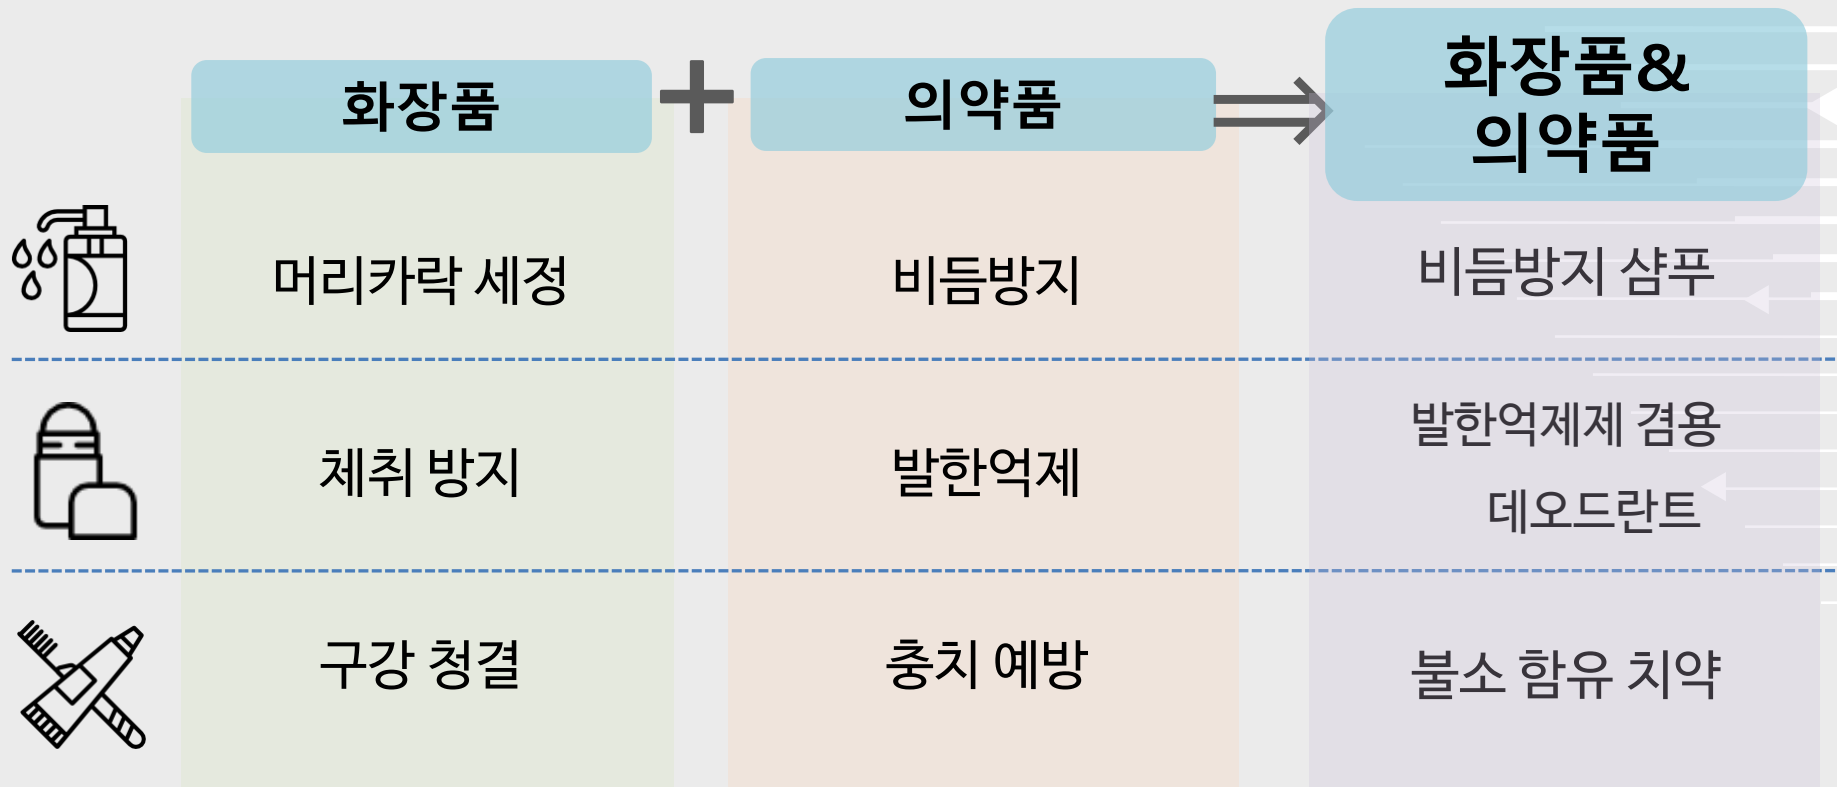 화장품
의약품
화장품&
의약품
머리카락 세정
비듬방지
비듬방지 샴푸
체취 방지
발한억제
발한억제제 겸용
데오드란트
구강 청결
충치 예방
불소 함유 치약